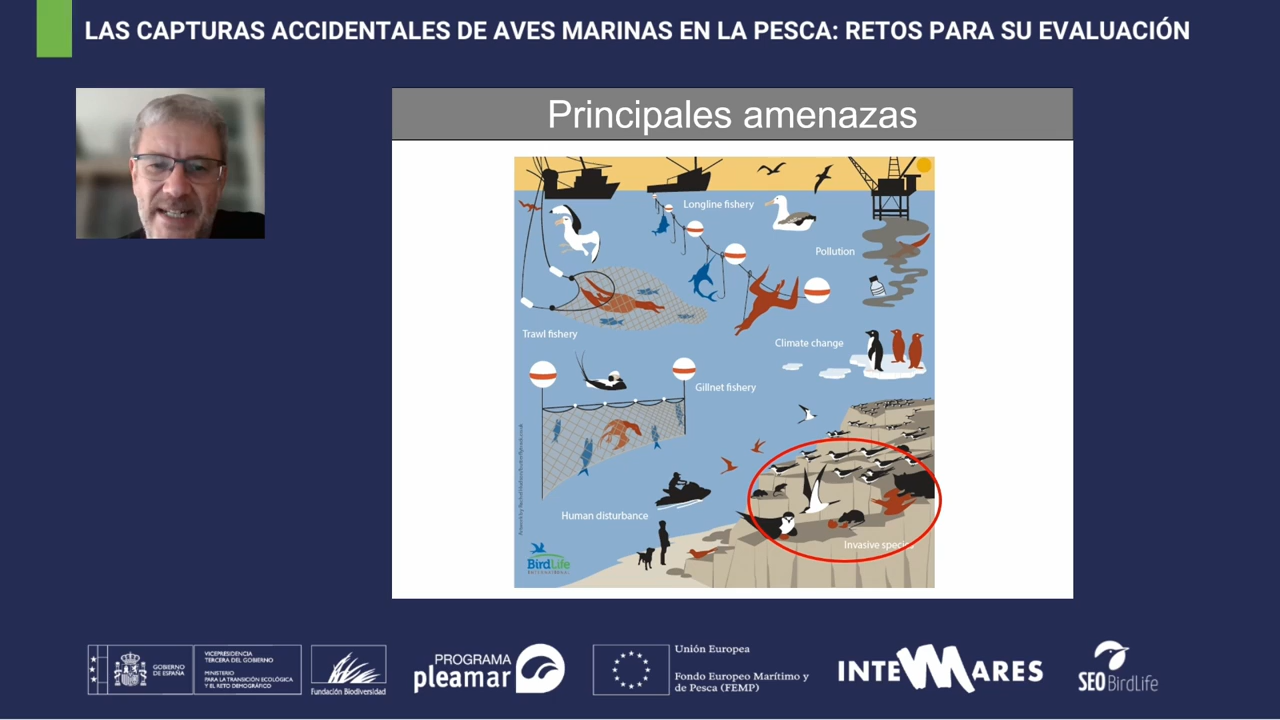 LAS CAPTURAS ACCIDENTALES DE AVES MARINAS EN LA PESCA: RETOS PARA SU EVALUACIÓN
Principales amenazas
Longline fishery
Pollution
Trawl fishery
Climate change
Gillnet fishery
Human disturbance
Invasive species
BirdLife
INTERNATIONAL
GOBIERNO
DE ESPAÑA
VICEPRESIDENCIA
TERCERA DEL GOBIERNO
MINISTERIO
PARA LA TRANSICIÓN ECOLÓGICA
Y EL RETO DEMOGRÁFICO
Fundación Biodiversidad
PROGRAMA
pleamar
Unión Europea
Fondo Europeo Marítimo y
de Pesca (FEMP)
INTEMARES
SEO BirdLife